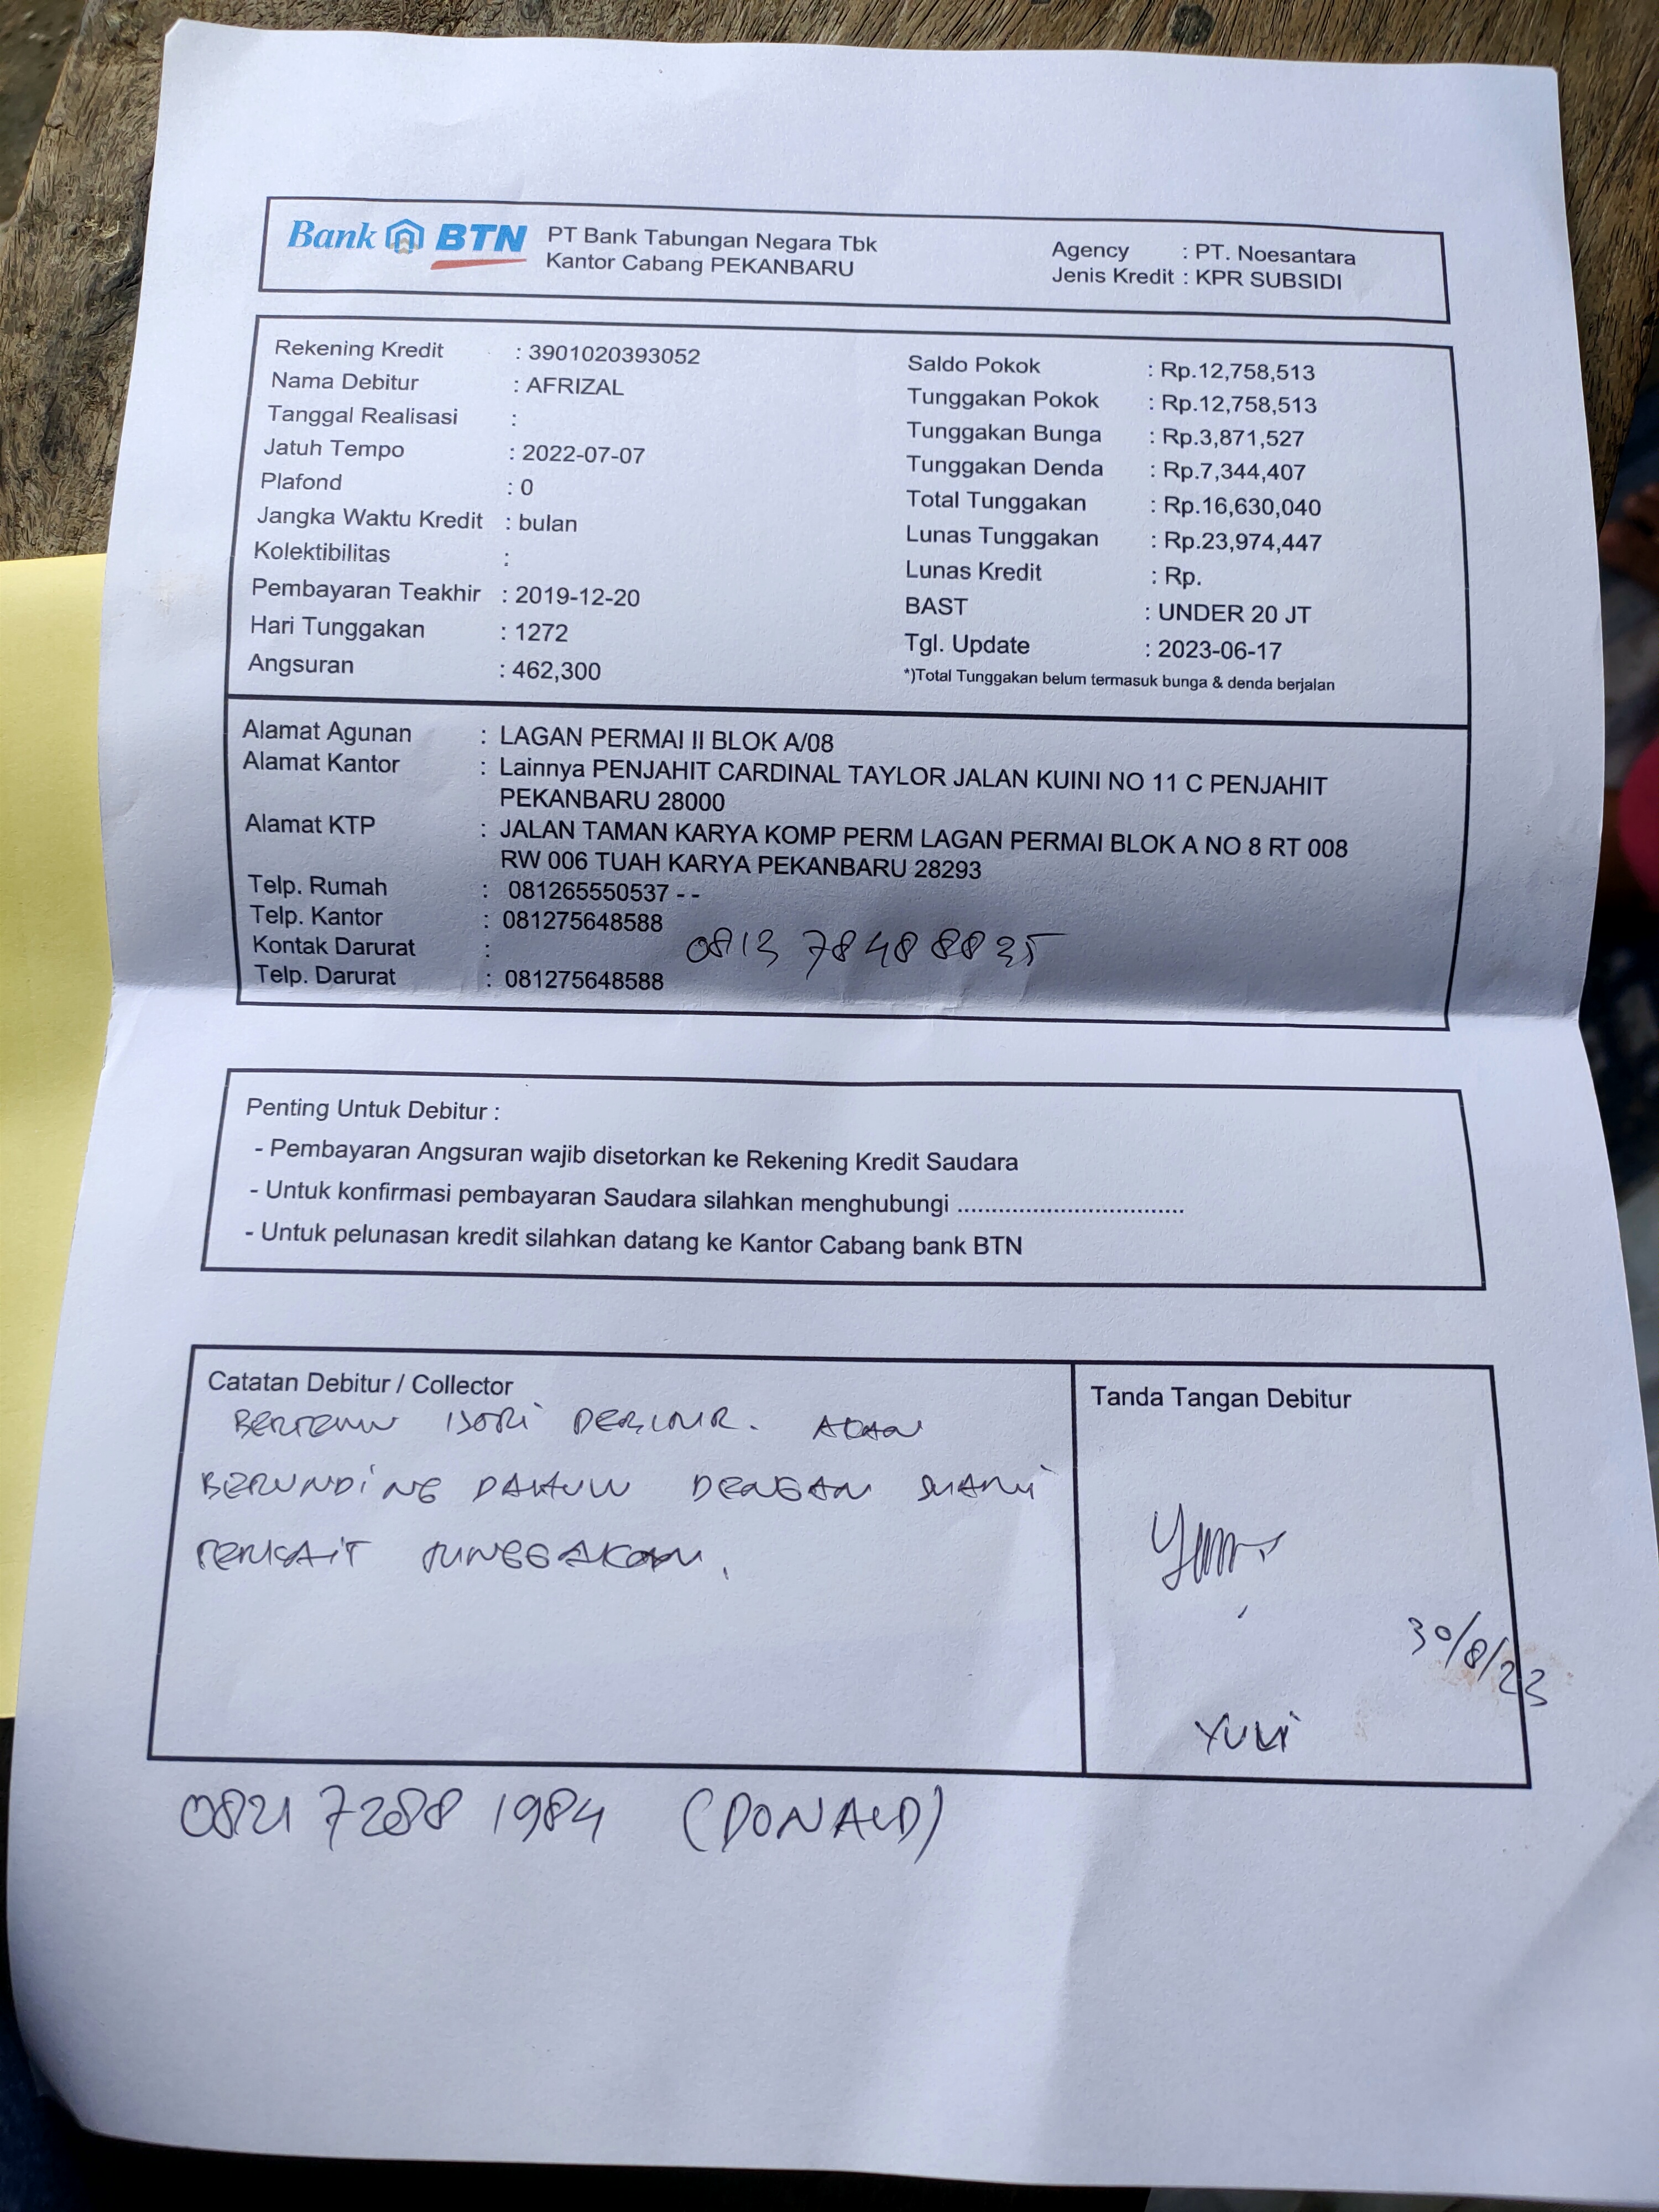 Bank BTN PT Bank Tabungan Negara Tbk
Kantor Cabang PEKANBARU
Agency : PT. Noesantara
Jenis Kredit : KPR SUBSIDI
Rekening Kredit : 3901020393052
Nama Debitur : AFRIZAL
Tanggal Realisasi :
Jatuh Tempo : 2022-07-07
Plafond : 0
Jangka Waktu Kredit : bulan
Kolektibilitas :
Pembayaran Teakhir : 2019-12-20
Hari Tunggakan : 1272
Angsuran : 462,300
Saldo Pokok : Rp.12,758,513
Tunggakan Pokok : Rp.12,758,513
Tunggakan Bunga : Rp.3,871,527
Tunggakan Denda : Rp.7,344,407
Total Tunggakan : Rp.16,630,040
Lunas Tunggakan : Rp.23,974,447
Lunas Kredit : Rp.
BAST : UNDER 20 JT
Tgl. Update : 2023-06-17
*)Total Tunggakan belum termasuk bunga & denda berjalan
Alamat Agunan : LAGAN PERMAI II BLOK A/08
Alamat Kantor : Lainnya PENJAHIT CARDINAL TAYLOR JALAN KUINI NO 11 C PENJAHIT
PEKANBARU 28000
Alamat KTP : JALAN TAMAN KARYA KOMP PERM LAGAN PERMAI BLOK A NO 8 RT 008
RW 006 TUAH KARYA PEKANBARU 28293
Telp. Rumah : 081265550537 - -
Telp. Kantor : 081275648588
Kontak Darurat : 0813 7848 8835
Telp. Darurat : 081275648588
Penting Untuk Debitur :
- Pembayaran Angsuran wajib disetorkan ke Rekening Kredit Saudara
- Untuk konfirmasi pembayaran Saudara silahkan menghubungi ..................................
- Untuk pelunasan kredit silahkan datang ke Kantor Cabang bank BTN
Catatan Debitur / Collector
BERTEMU ISTRI DEBITUR. AKAN
BERUNDING DAHULU DENGAN SUAMI
TERKAIT TUNGGAKAN.
Tanda Tangan Debitur
30/8/23
YULI
0821 7288 1984 (DONALD)